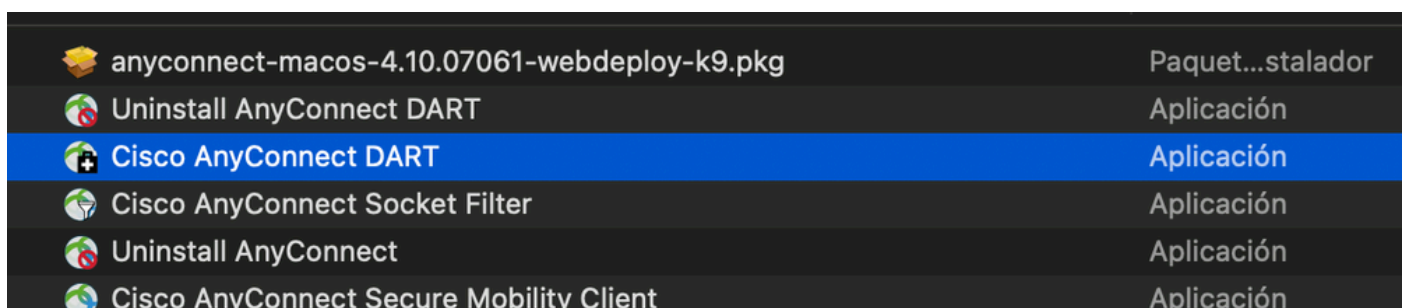 anyconnect-macos-4.10.07061-webdeploy-k9.pkg Paquet...stalador
Uninstall AnyConnect DART Aplicación
Cisco AnyConnect DART Aplicación
Cisco AnyConnect Socket Filter Aplicación
Uninstall AnyConnect Aplicación
Cisco AnyConnect Secure Mobility Client Aplicación